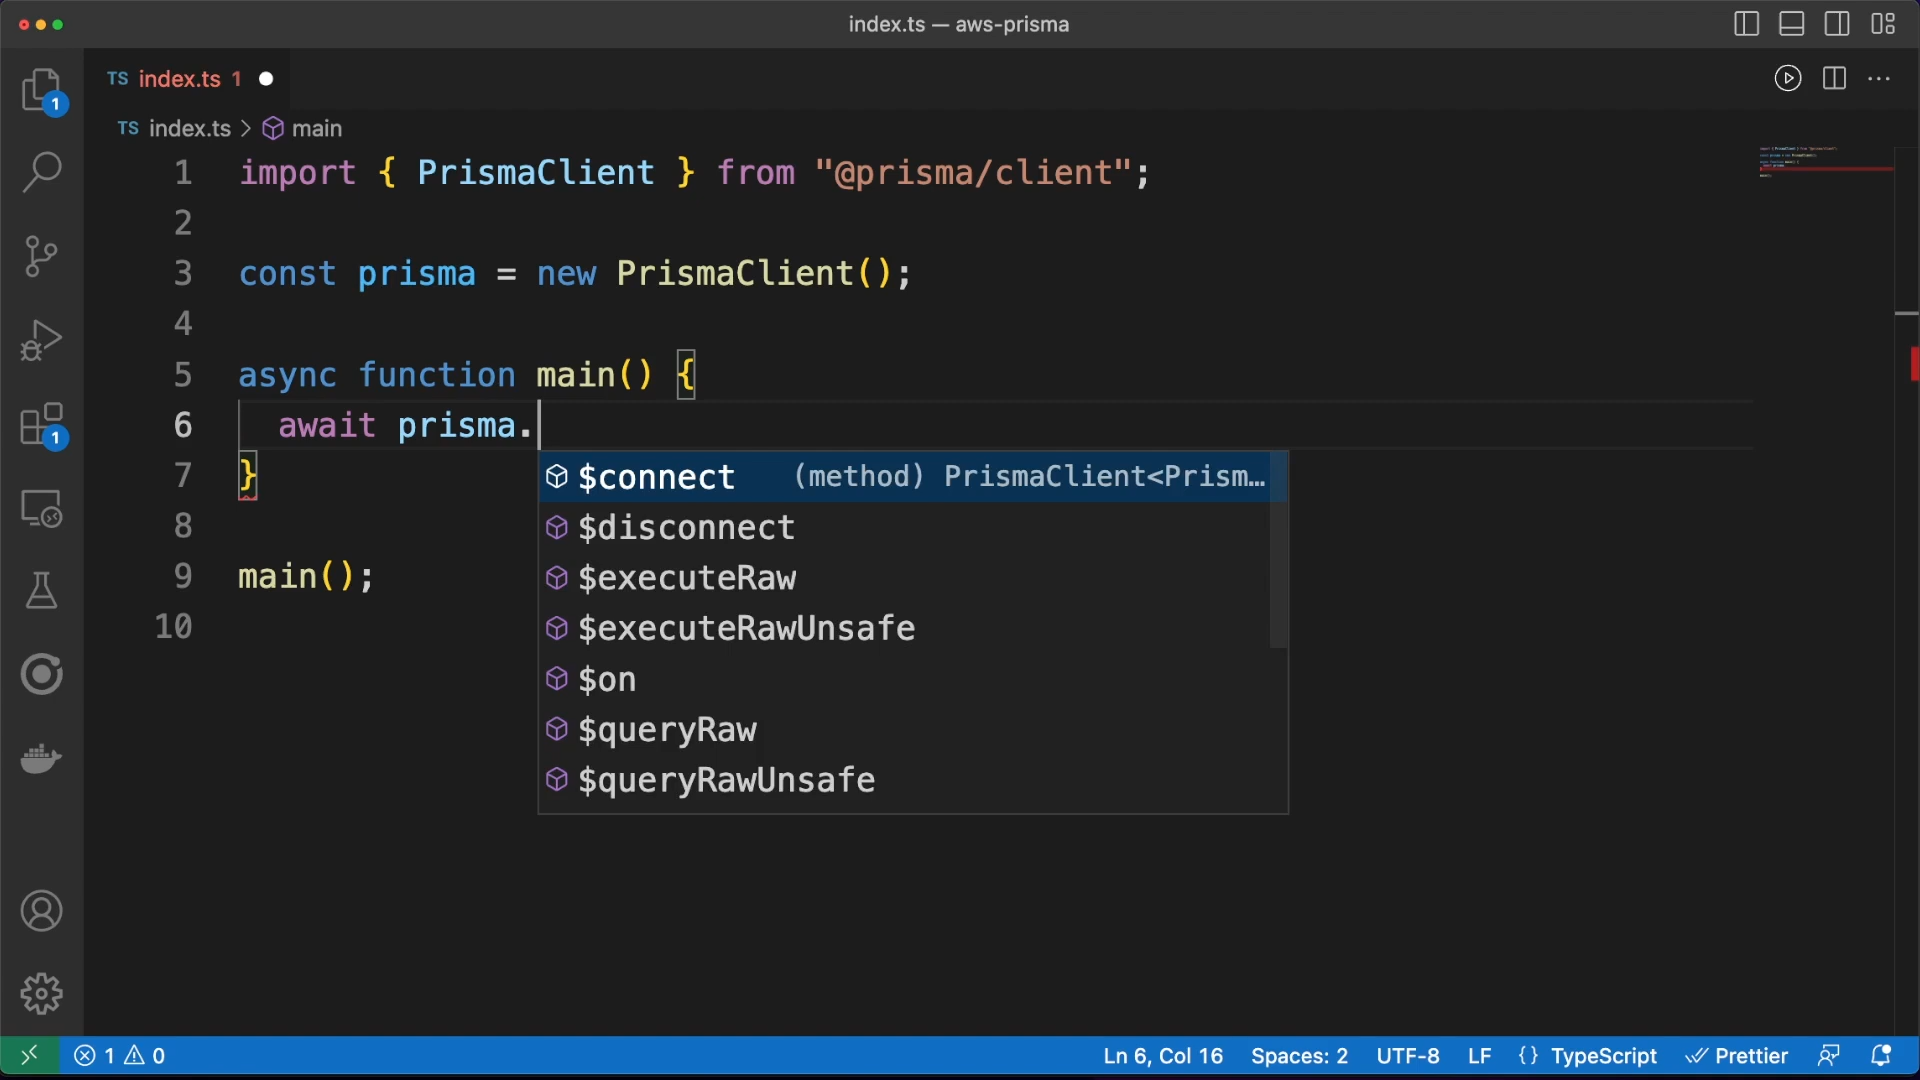 index.ts — aws-prisma
TS index.ts 1
TS index.ts > main
1 import { PrismaClient } from "@prisma/client";
2
3 const prisma = new PrismaClient();
4
5 async function main() {
6 await prisma.
7 }
8
9 main();
10
$connect (method) PrismaClient<Prism…
$disconnect
$executeRaw
$executeRawUnsafe
$on
$queryRaw
$queryRawUnsafe
1
1
1 0 Ln 6, Col 16 Spaces: 2 UTF-8 LF {} TypeScript Prettier